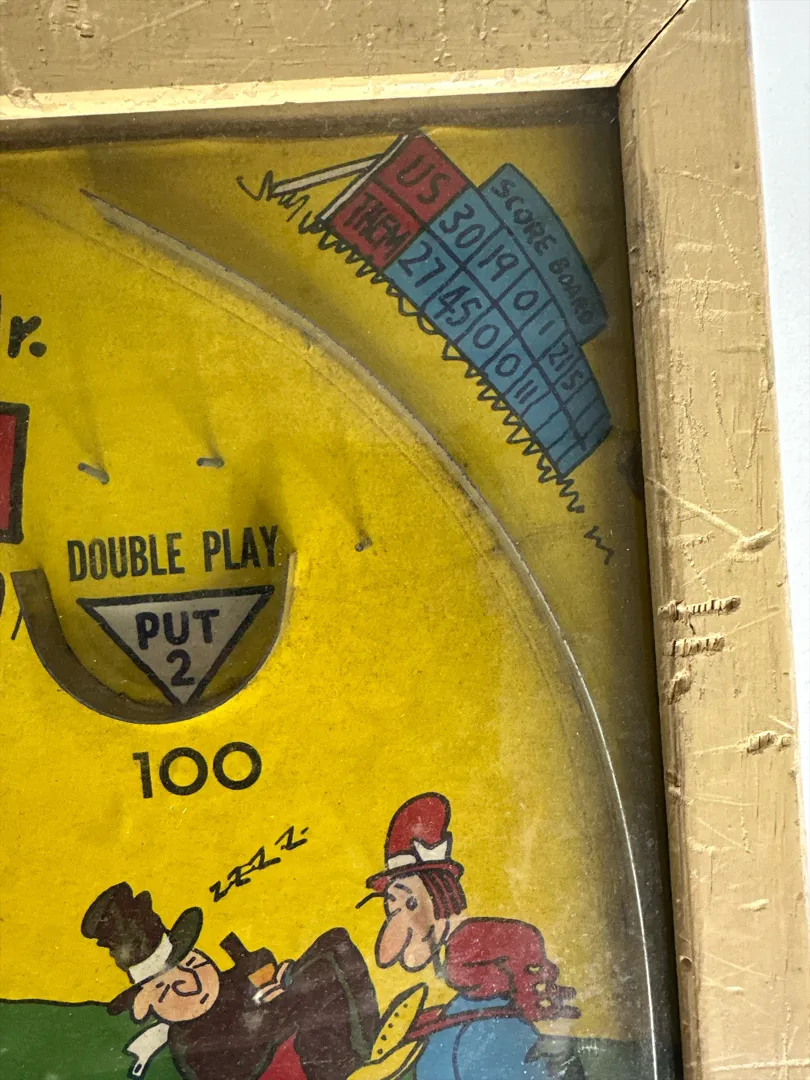 SCORE BOARD
US 30 19 0 1 21 5
THEM 27 45 0 0 11
r.
DOUBLE PLAY
PUT
2
100
zzzz